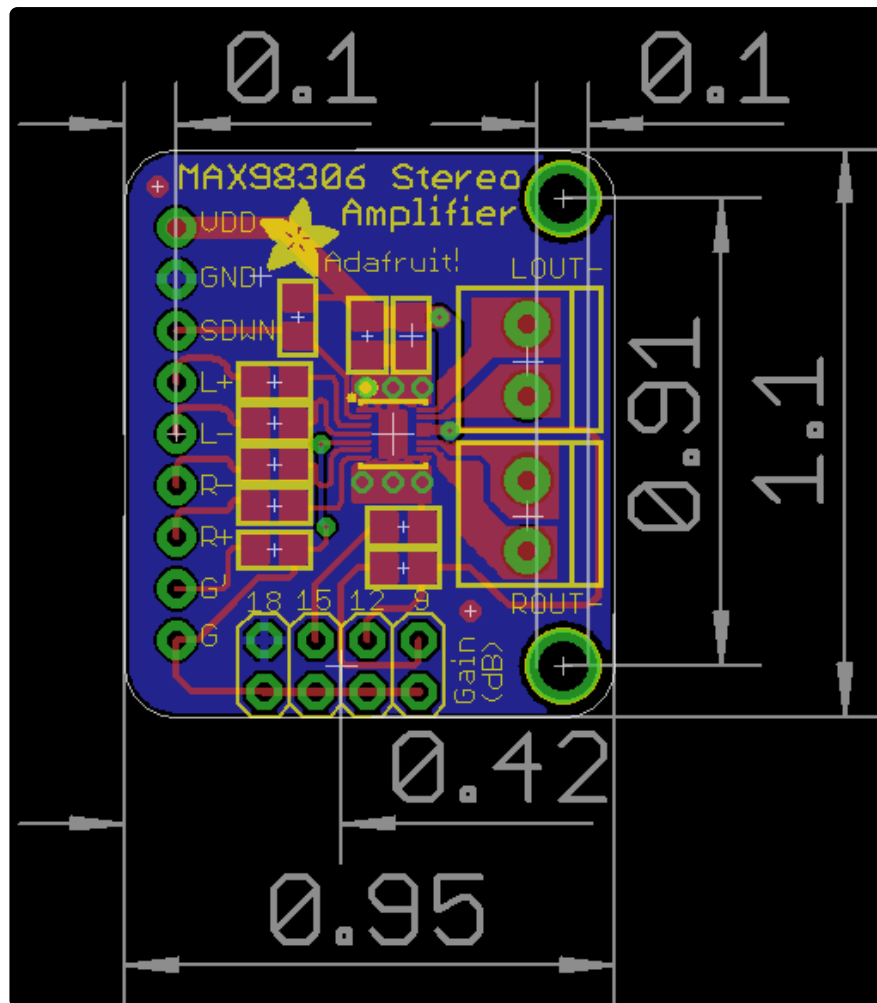 0.1
0.1
MAX98306 Stereo
Amplifier
VDD
Adafruit!
GND
LOUT-
SDWN
L+
L-
R-
R+
G'
G
18 15 12 9
ROUT-
Gain
(dB)
0.91
1.1
0.42
0.95